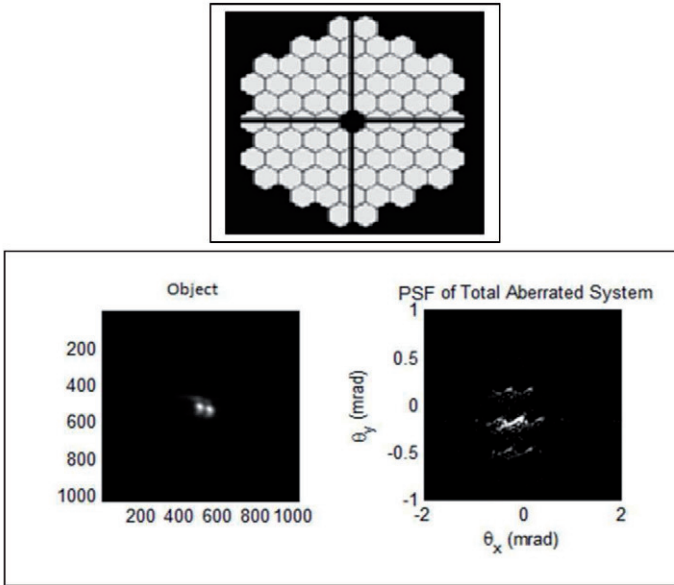 Object
200
400
600
800
1000
200 400 600 800 1000
PSF of Total Aberrated System
1
0.5
0
-0.5
-1
-2 0 2
θy (mrad)
θx (mrad)